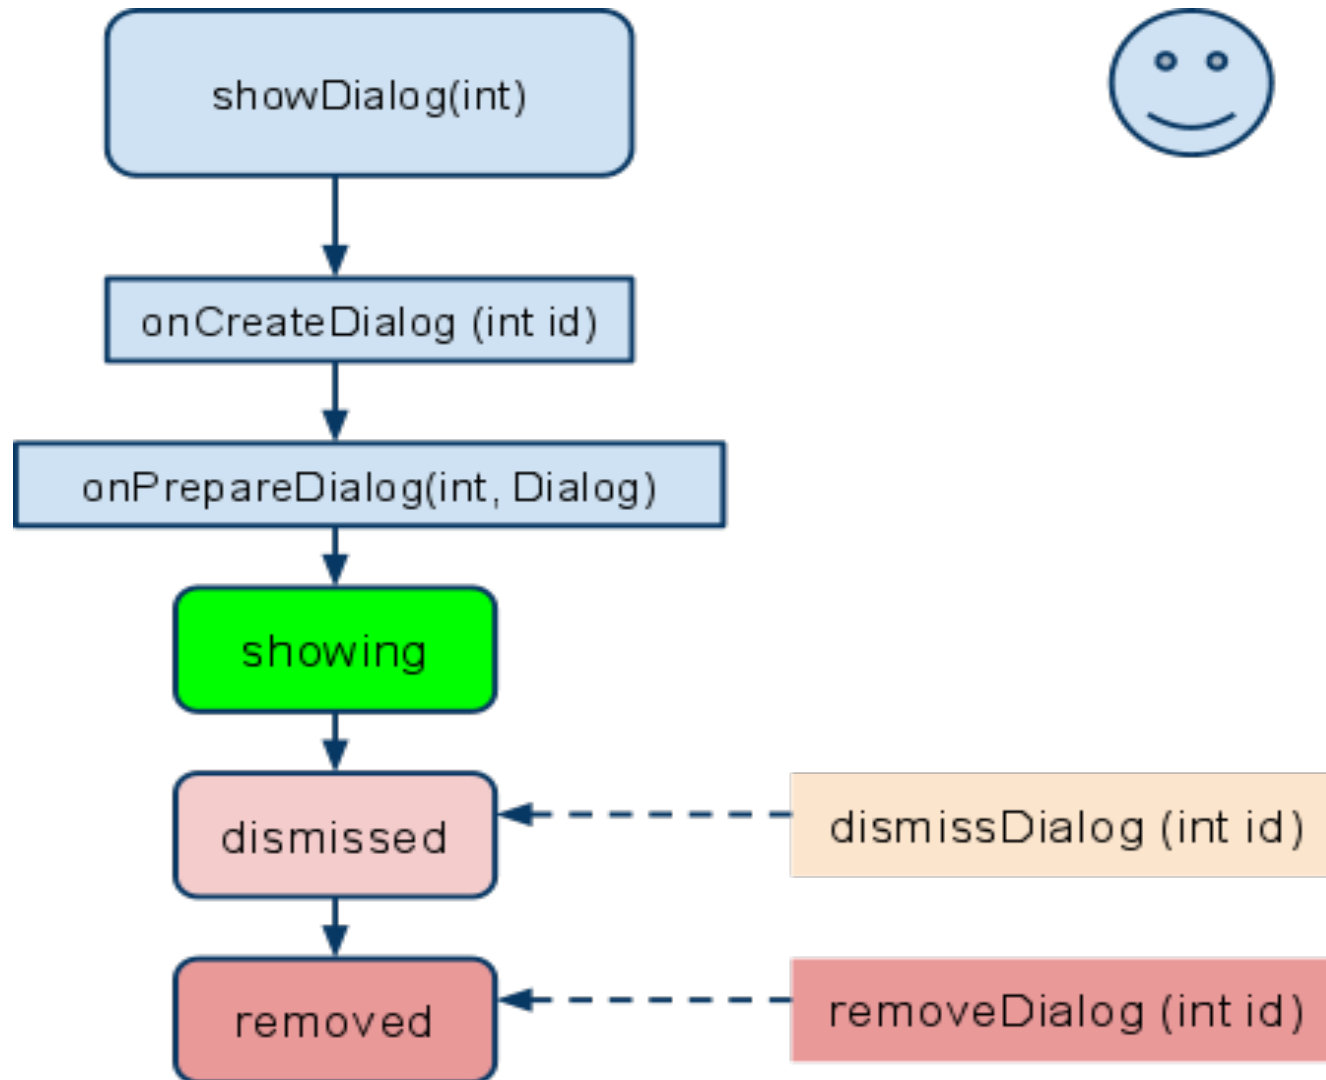 showDialog(int)
onCreateDialog (int id)
onPrepareDialog(int, Dialog)
showing
dismissed
dismissDialog (int id)
removed
removeDialog (int id)